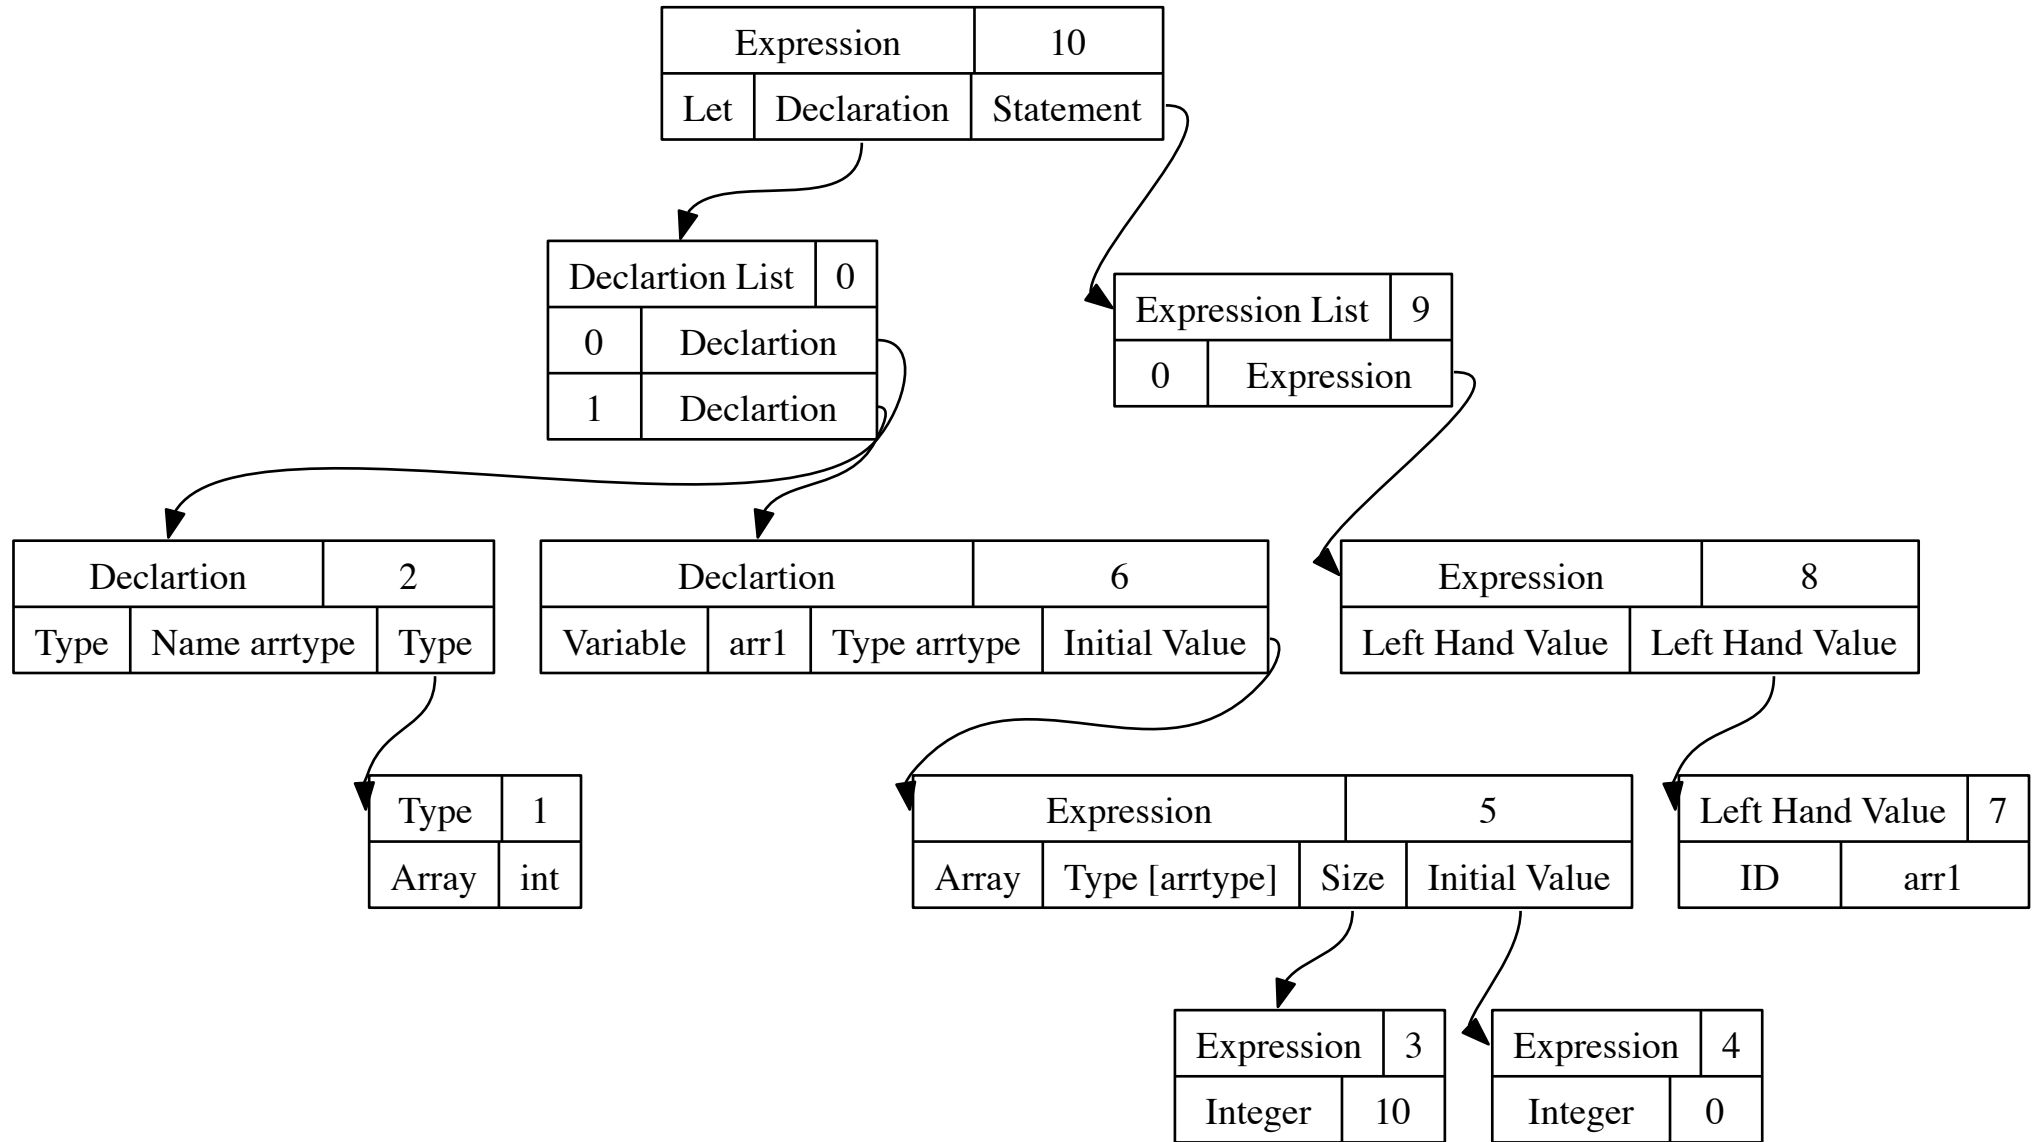 Expression 10
Let Declaration Statement
Declartion List 0
0 Declartion
1 Declartion
Expression List 9
0 Expression
Declartion 2
Type Name arrtype Type
Declartion 6
Variable arr1 Type arrtype Initial Value
Expression 8
Left Hand Value Left Hand Value
Type 1
Array int
Expression 5
Array Type [arrtype] Size Initial Value
Left Hand Value 7
ID arr1
Expression 3
Integer 10
Expression 4
Integer 0